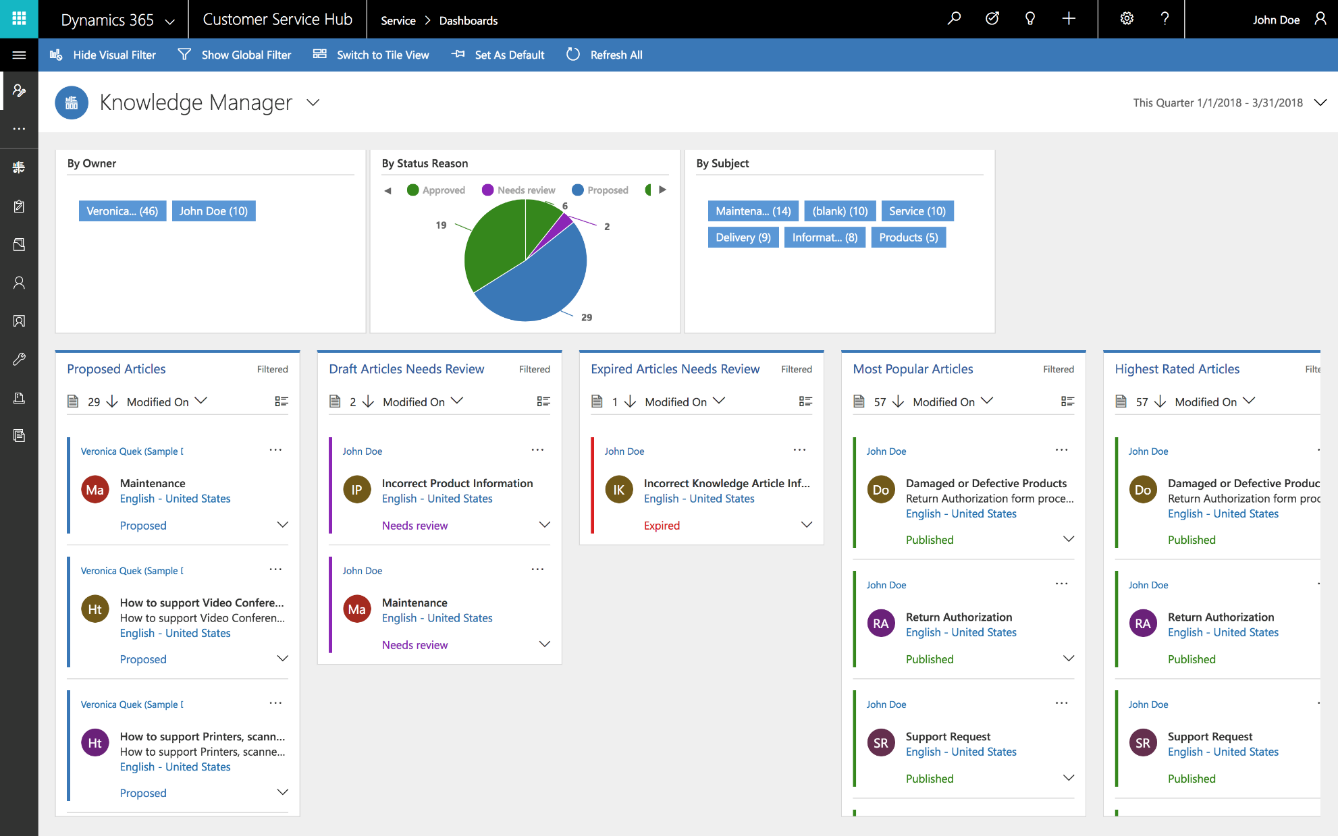 Dynamics 365 Customer Service Hub Service > Dashboards ? John Doe
Hide Visual Filter Show Global Filter Switch to Tile View Set As Default Refresh All
Knowledge Manager This Quarter 1/1/2018 - 3/31/2018
By Owner
Veronica... (46) John Doe (10)
By Status Reason
Approved Needs review Proposed
19
6
2
29
By Subject
Maintena... (14) (blank) (10) Service (10)
Delivery (9) Informat... (8) Products (5)
Proposed Articles Filtered
29 Modified On
Veronica Quek (Sample
...
Ma
Maintenance
English - United States
Proposed
Veronica Quek (Sample
...
Ht
How to support Video Confere...
How to support Video Conferen...
English - United States
Proposed
Veronica Quek (Sample
...
Ht
How to support Printers, scann...
How to support Printers, scanne...
English - United States
Proposed
Draft Articles Needs Review Filtered
2 Modified On
John Doe ...
IP
Incorrect Product Information
English - United States
Needs review
John Doe ...
Ma
Maintenance
English - United States
Needs review
Expired Articles Needs Review Filtered
1 Modified On
John Doe ...
IK
Incorrect Knowledge Article Inf...
English - United States
Expired
Most Popular Articles Filtered
57 Modified On
John Doe ...
Do
Damaged or Defective Products
Return Authorization form proce...
English - United States
Published
John Doe ...
RA
Return Authorization
English - United States
Published
John Doe ...
SR
Support Request
English - United States
Published
Highest Rated Articles
57 Modified On
John Doe
Do
Damaged or Defective Produc
Return Authorization form proc
English - United States
Published
John Doe
RA
Return Authorization
English - United States
Published
John Doe
SR
Support Request
English - United States
Published